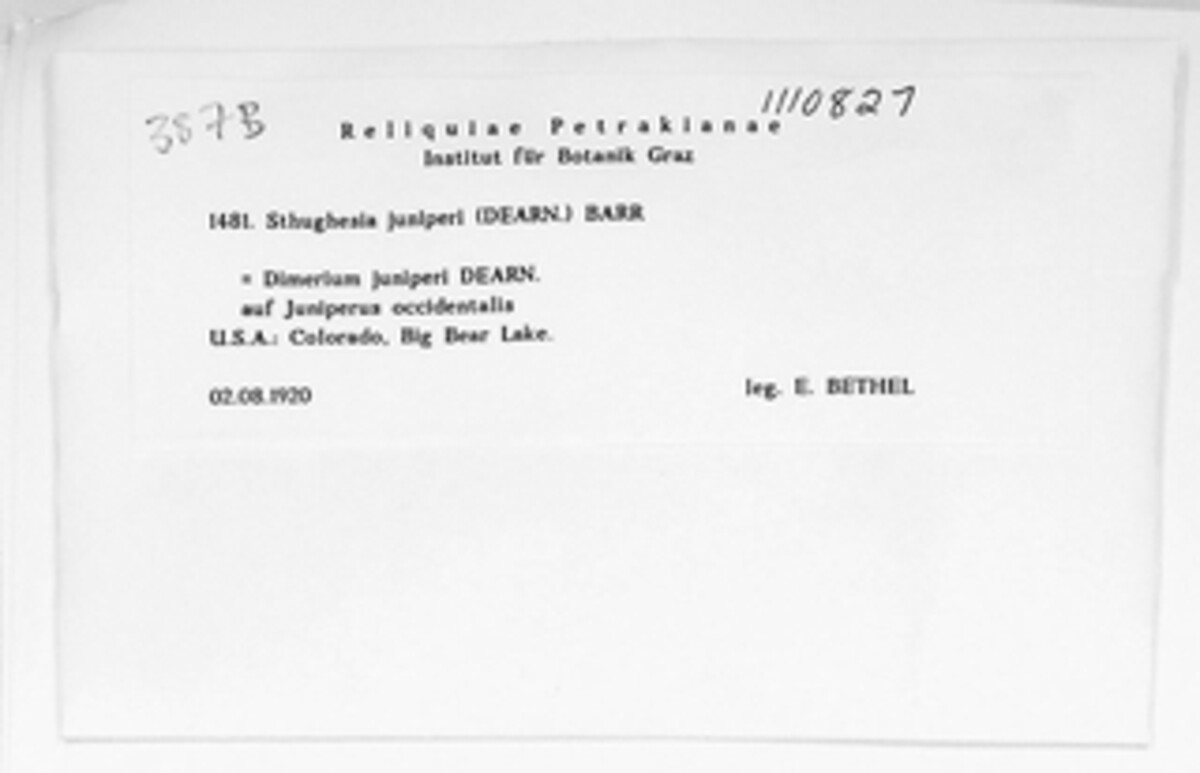 387B
1110827
Reliquiae Petrakianae
Institut für Botanik Graz
1481. Sthughesia juniperi (DEARN.) BARR
= Dimerium juniperi DEARN.
auf Juniperus occidentalis
U.S.A.: Colorado, Big Bear Lake.
02.08.1920
leg. E. BETHEL